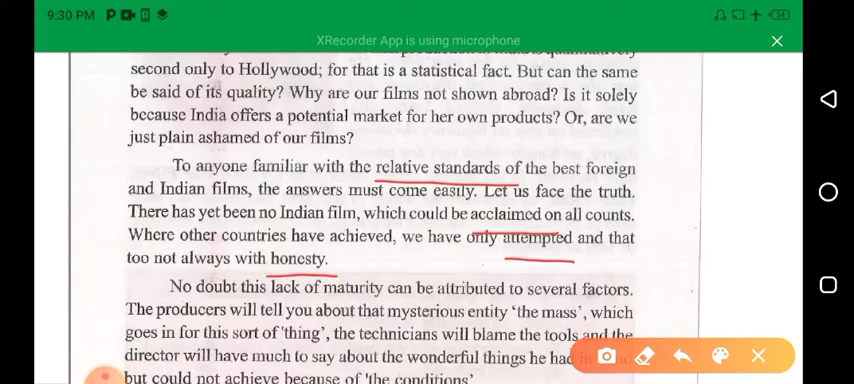 9:30 PM
54
XRecorder App is using microphone
second only to Hollywood; for that is a statistical fact. But can the same
be said of its quality? Why are our films not shown abroad? Is it solely
because India offers a potential market for her own products? Or, are we
just plain ashamed of our films?
To anyone familiar with the relative standards of the best foreign
and Indian films, the answers must come easily. Let us face the truth.
There has yet been no Indian film, which could be acclaimed on all counts.
Where other countries have achieved, we have only attempted and that
too not always with honesty.
No doubt this lack of maturity can be attributed to several factors.
The producers will tell you about that mysterious entity ‘the mass’, which
goes in for this sort of 'thing', the technicians will blame the tools and the
director will have much to say about the wonderful things he had
but could not achieve because of 'the conditions'